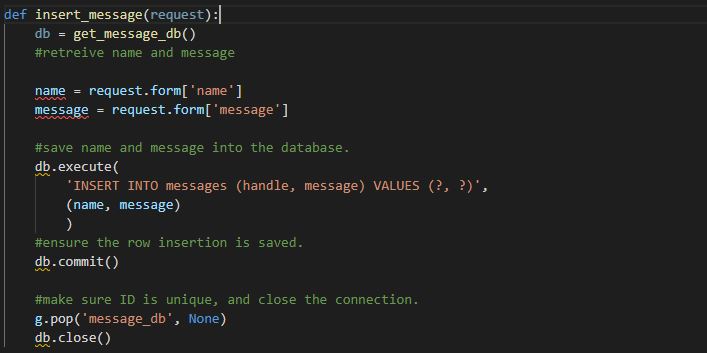 def insert_message(request):
    db = get_message_db()
    #retreive name and message
    name = request.form['name']
    message = request.form['message']
    #save name and message into the database.
    db.execute(
        'INSERT INTO messages (handle, message) VALUES (?, ?)',
        (name, message)
        )
    #ensure the row insertion is saved.
    db.commit()
    #make sure ID is unique, and close the connection.
    g.pop('message_db', None)
    db.close()